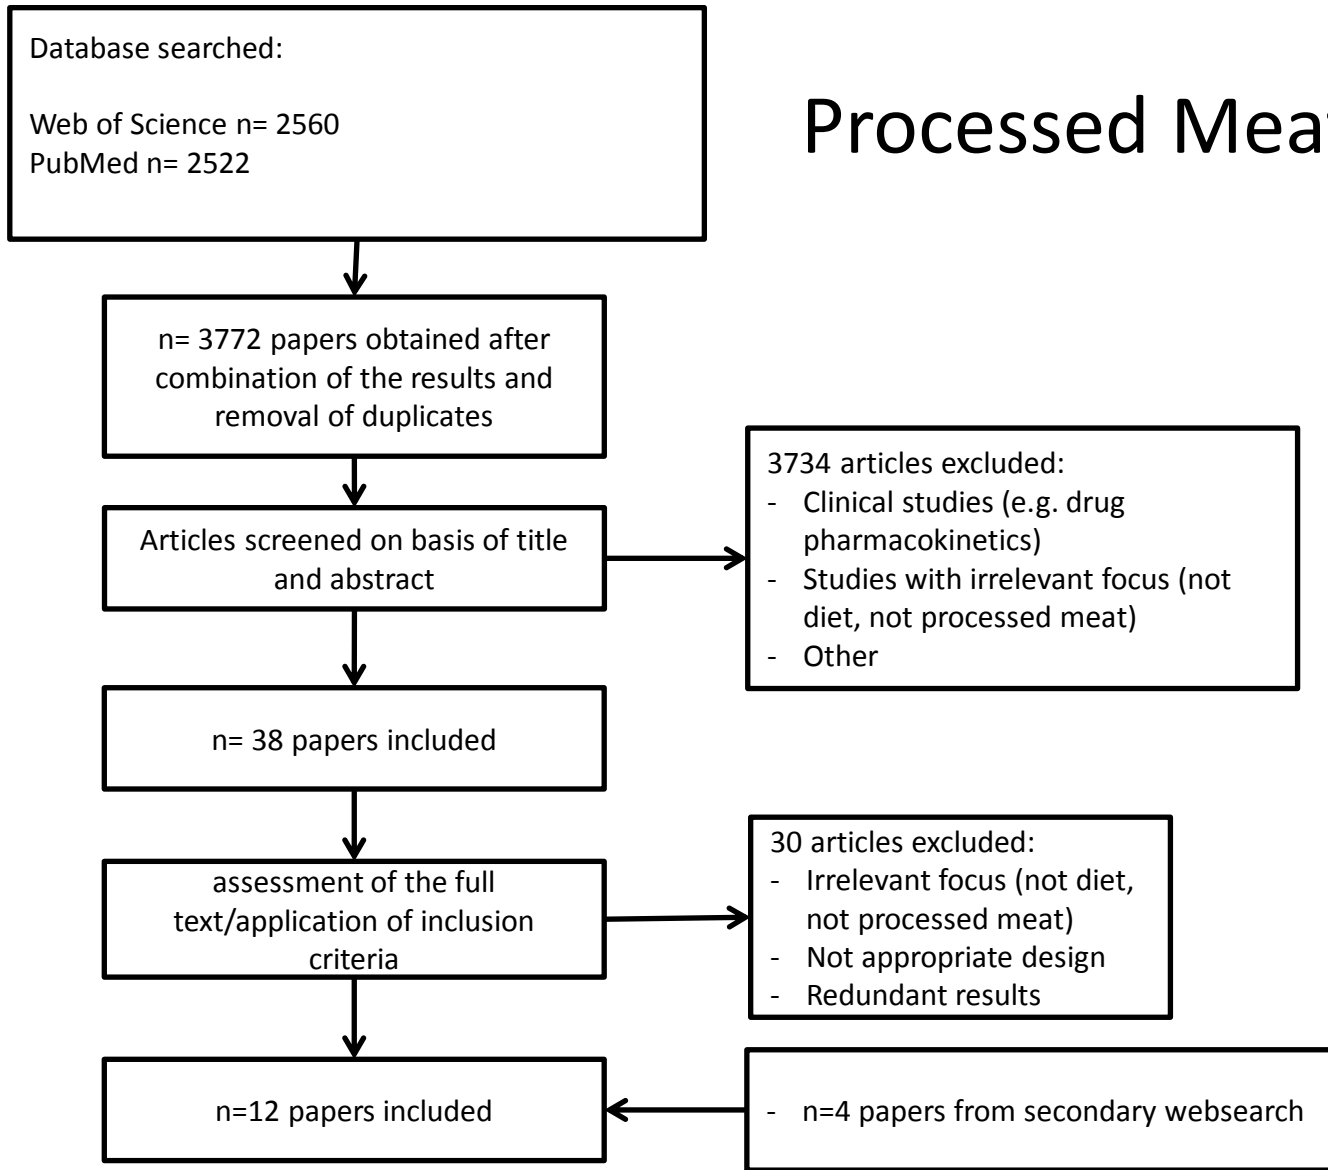 Database searched:
Web of Science n= 2560
PubMed n= 2522
Processed Mea
n= 3772 papers obtained after
combination of the results and
removal of duplicates
Articles screened on basis of title
and abstract
3734 articles excluded:
- Clinical studies (e.g. drug
pharmacokinetics)
- Studies with irrelevant focus (not
diet, not processed meat)
- Other
n= 38 papers included
assessment of the full
text/application of inclusion
criteria
30 articles excluded:
- Irrelevant focus (not diet,
not processed meat)
- Not appropriate design
- Redundant results
n=12 papers included
- n=4 papers from secondary websearch